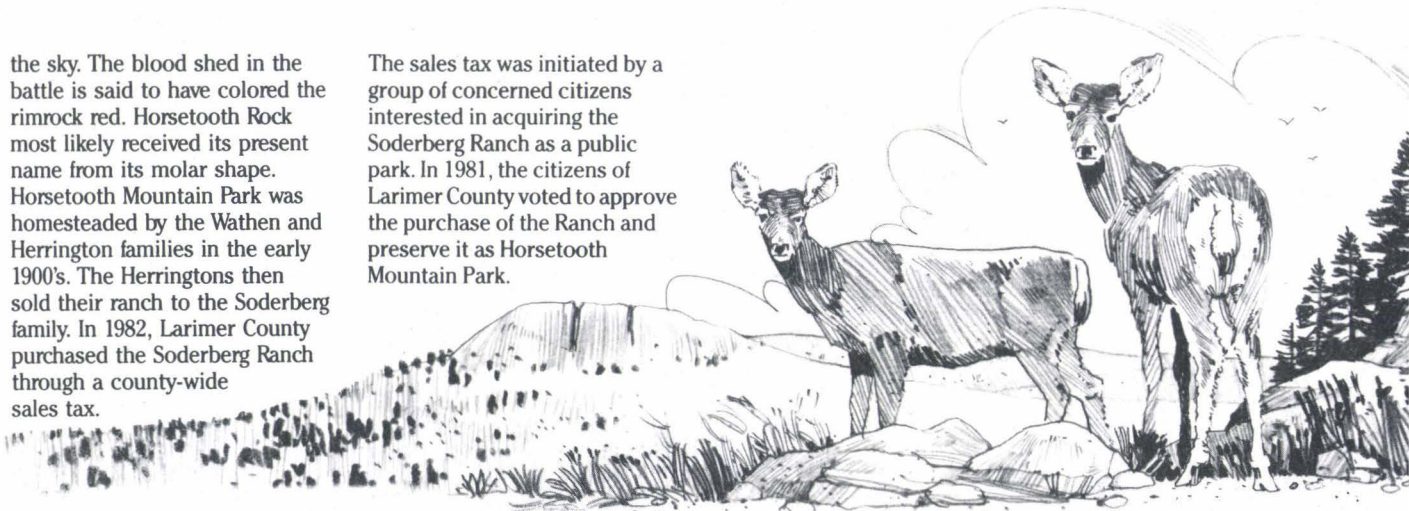 the sky. The blood shed in the
battle is said to have colored the
rimrock red. Horsetooth Rock
most likely received its present
name from its molar shape.
Horsetooth Mountain Park was
homesteaded by the Wathen and
Herrington families in the early
1900's. The Herringtons then
sold their ranch to the Soderberg
family. In 1982, Larimer County
purchased the Soderberg Ranch
through a county-wide
sales tax.
The sales tax was initiated by a
group of concerned citizens
interested in acquiring the
Soderberg Ranch as a public
park. In 1981, the citizens of
Larimer County voted to approve
the purchase of the Ranch and
preserve it as Horsetooth
Mountain Park.